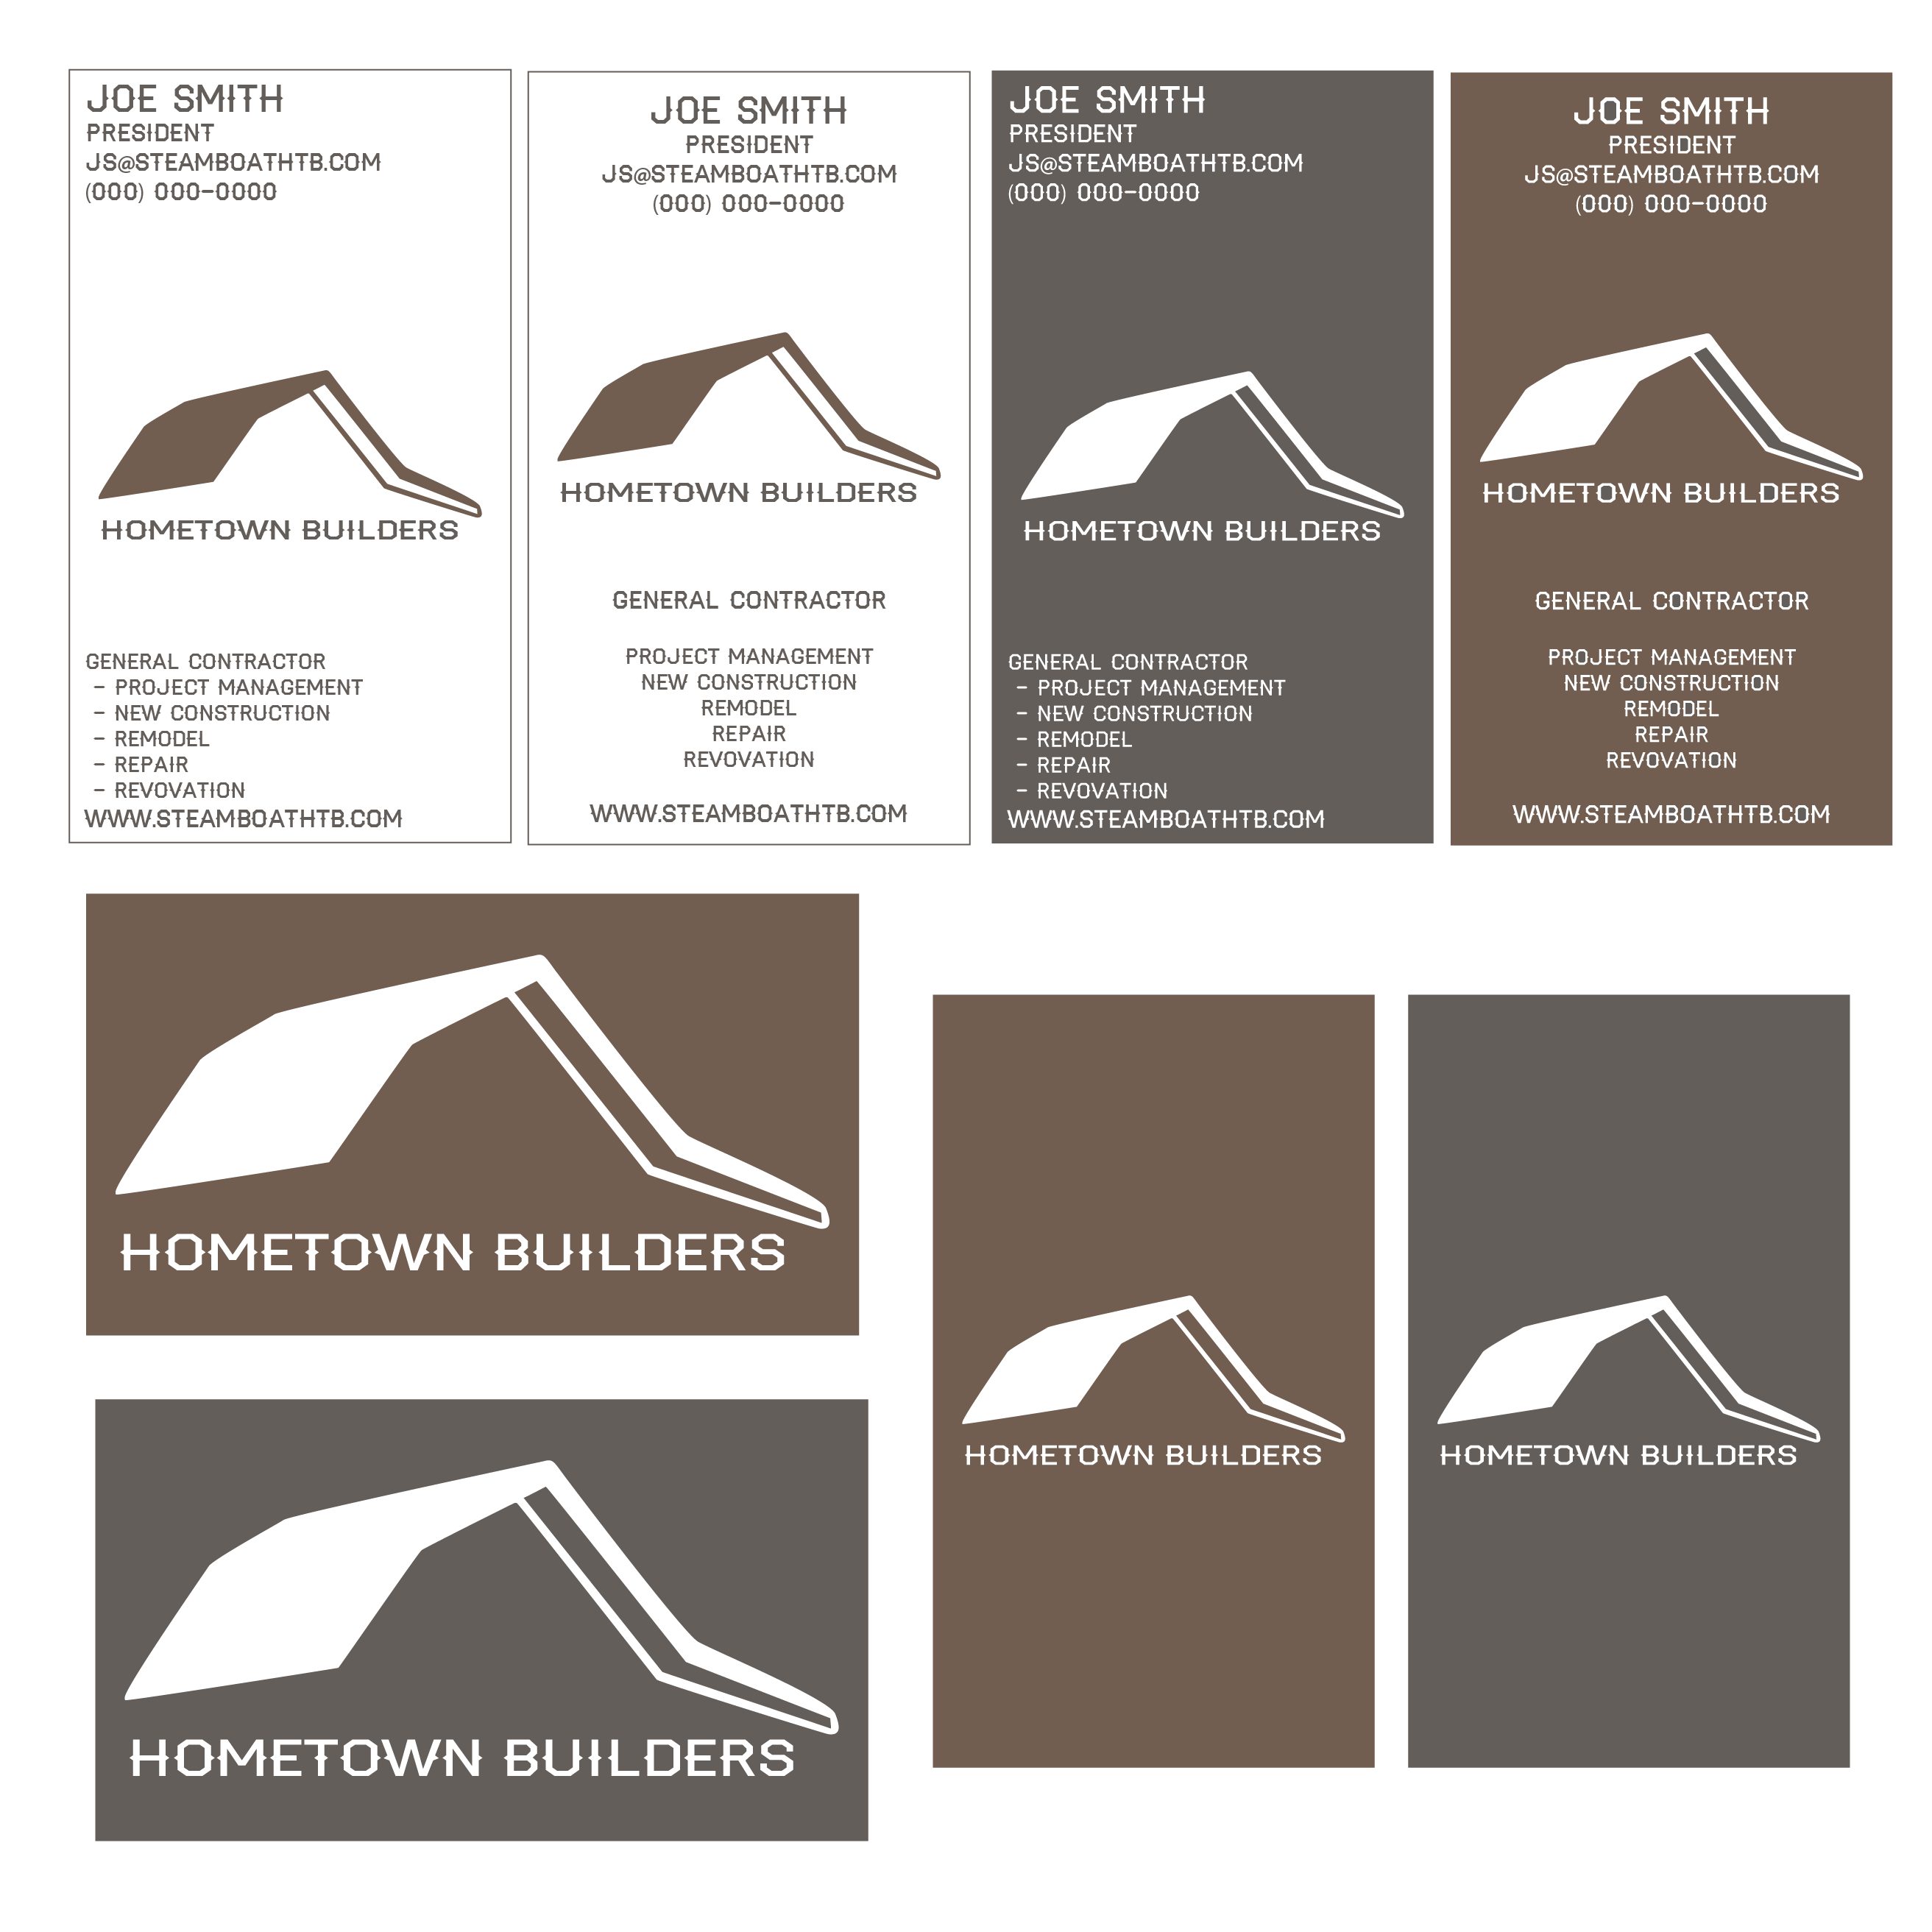 JOE SMITH
PRESIDENT
JS@STEAMBOATHTB.COM
(000) 000-0000
HOMETOWN BUILDERS
GENERAL CONTRACTOR
- PROJECT MANAGEMENT
- NEW CONSTRUCTION
- REMODEL
- REPAIR
- REVOVATION
WWW.STEAMBOATHTB.COM
JOE SMITH
PRESIDENT
JS@STEAMBOATHTB.COM
(000) 000-0000
HOMETOWN BUILDERS
GENERAL CONTRACTOR
PROJECT MANAGEMENT
NEW CONSTRUCTION
REMODEL
REPAIR
REVOVATION
WWW.STEAMBOATHTB.COM
JOE SMITH
PRESIDENT
JS@STEAMBOATHTB.COM
(000) 000-0000
HOMETOWN BUILDERS
GENERAL CONTRACTOR
- PROJECT MANAGEMENT
- NEW CONSTRUCTION
- REMODEL
- REPAIR
- REVOVATION
WWW.STEAMBOATHTB.COM
JOE SMITH
PRESIDENT
JS@STEAMBOATHTB.COM
(000) 000-0000
HOMETOWN BUILDERS
GENERAL CONTRACTOR
PROJECT MANAGEMENT
NEW CONSTRUCTION
REMODEL
REPAIR
REVOVATION
WWW.STEAMBOATHTB.COM
HOMETOWN BUILDERS
HOMETOWN BUILDERS
HOMETOWN BUILDERS
HOMETOWN BUILDERS